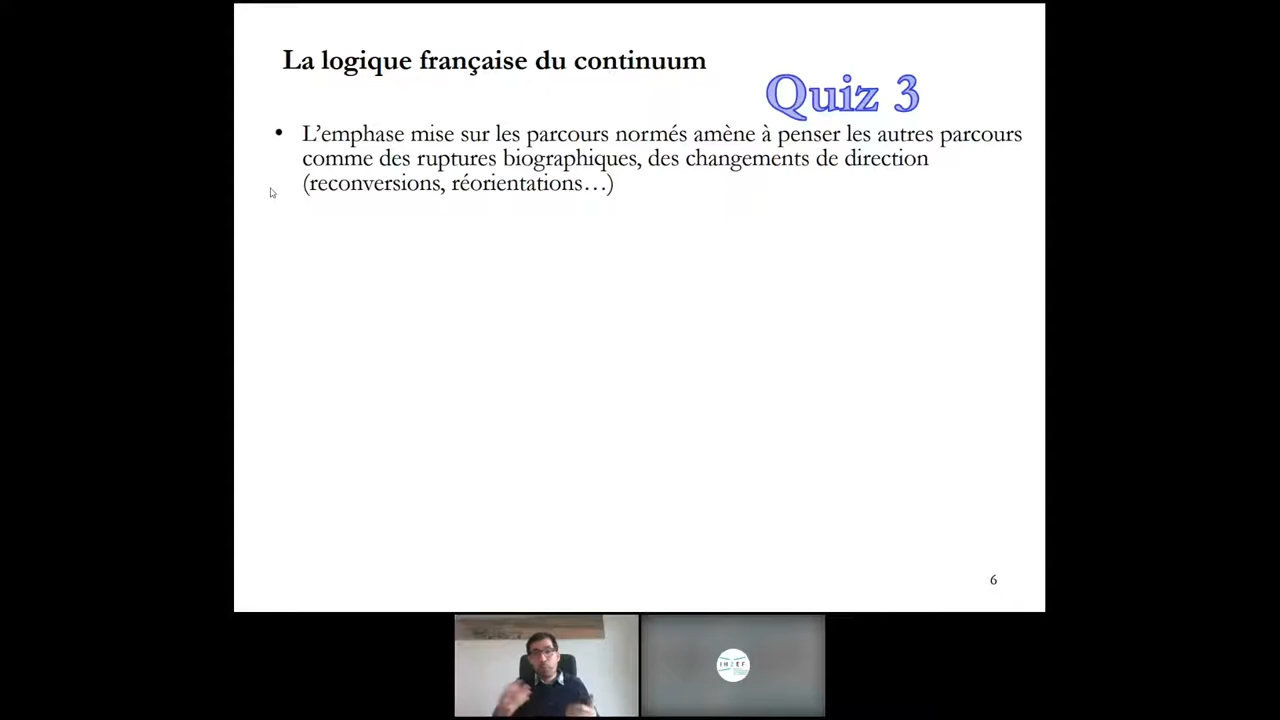 La logique française du continuum
Quiz 3
• L’emphase mise sur les parcours normés amène à penser les autres parcours
comme des ruptures biographiques, des changements de direction
(reconversions, réorientations…)
6
IH2EF